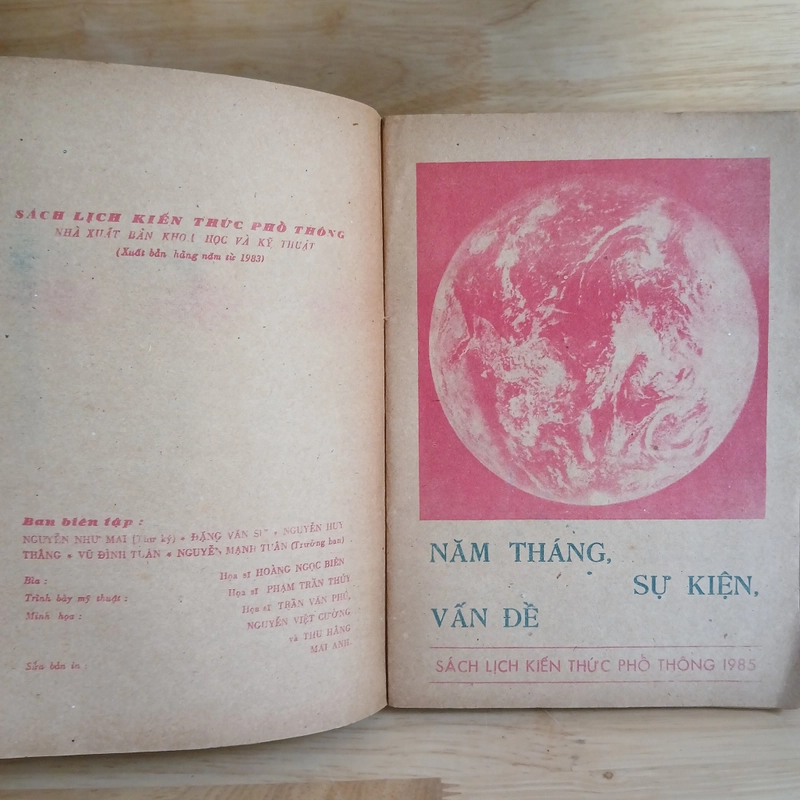 SÁCH LỊCH KIẾN THỨC PHỔ THÔNG
NHÀ XUẤT BẢN KHOA HỌC VÀ KỸ THUẬT
(Xuất bản hàng năm từ 1983)
Ban biên tập :
NGUYỄN NHƯ MAI (Thư ký) • ĐẶNG VĂN SỬ • NGUYỄN HUY
THẮNG • VŨ ĐÌNH TUÂN • NGUYỄN MẠNH TUÂN (Trưởng ban)
Bìa : Họa sĩ HOÀNG NGỌC BIÊN
Trình bày mỹ thuật : Họa sĩ PHẠM TRẦN THỦY
Minh họa : Họa sĩ TRẦN VĂN PHÚ,
NGUYỄN VIỆT CƯỜNG
và THU HẰNG
Sửa bản in : MAI ANH.
NĂM THÁNG,
SỰ KIỆN,
VẤN ĐỀ
SÁCH LỊCH KIẾN THỨC PHỔ THÔNG 1985